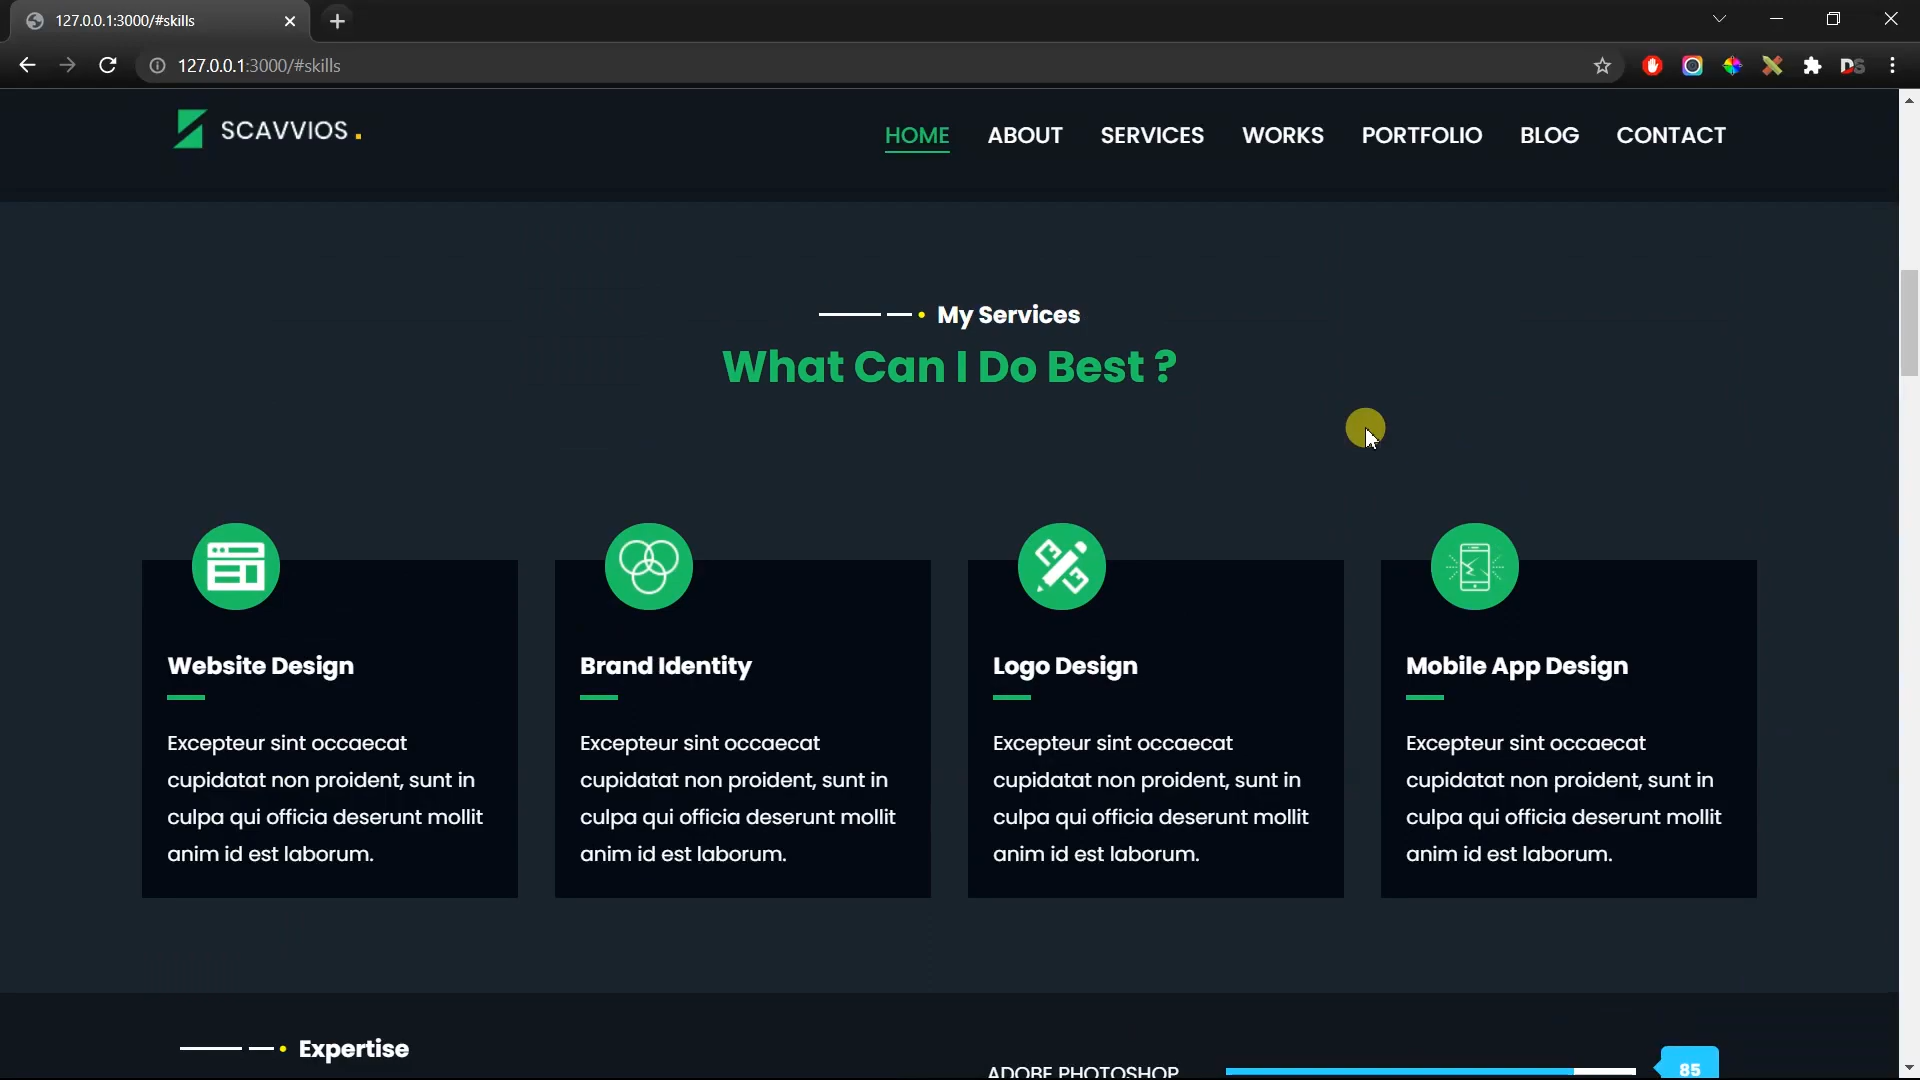 127.0.0.1:3000/#skills
127.0.0.1:3000/#skills
SCAVVIOS .
HOME ABOUT SERVICES WORKS PORTFOLIO BLOG CONTACT
My Services
What Can I Do Best ?
Website Design
Excepteur sint occaecat
cupidatat non proident, sunt in
culpa qui officia deserunt mollit
anim id est laborum.
Brand Identity
Excepteur sint occaecat
cupidatat non proident, sunt in
culpa qui officia deserunt mollit
anim id est laborum.
Logo Design
Excepteur sint occaecat
cupidatat non proident, sunt in
culpa qui officia deserunt mollit
anim id est laborum.
Mobile App Design
Excepteur sint occaecat
cupidatat non proident, sunt in
culpa qui officia deserunt mollit
anim id est laborum.
Expertise
ADOBE PHOTOSHOP
85